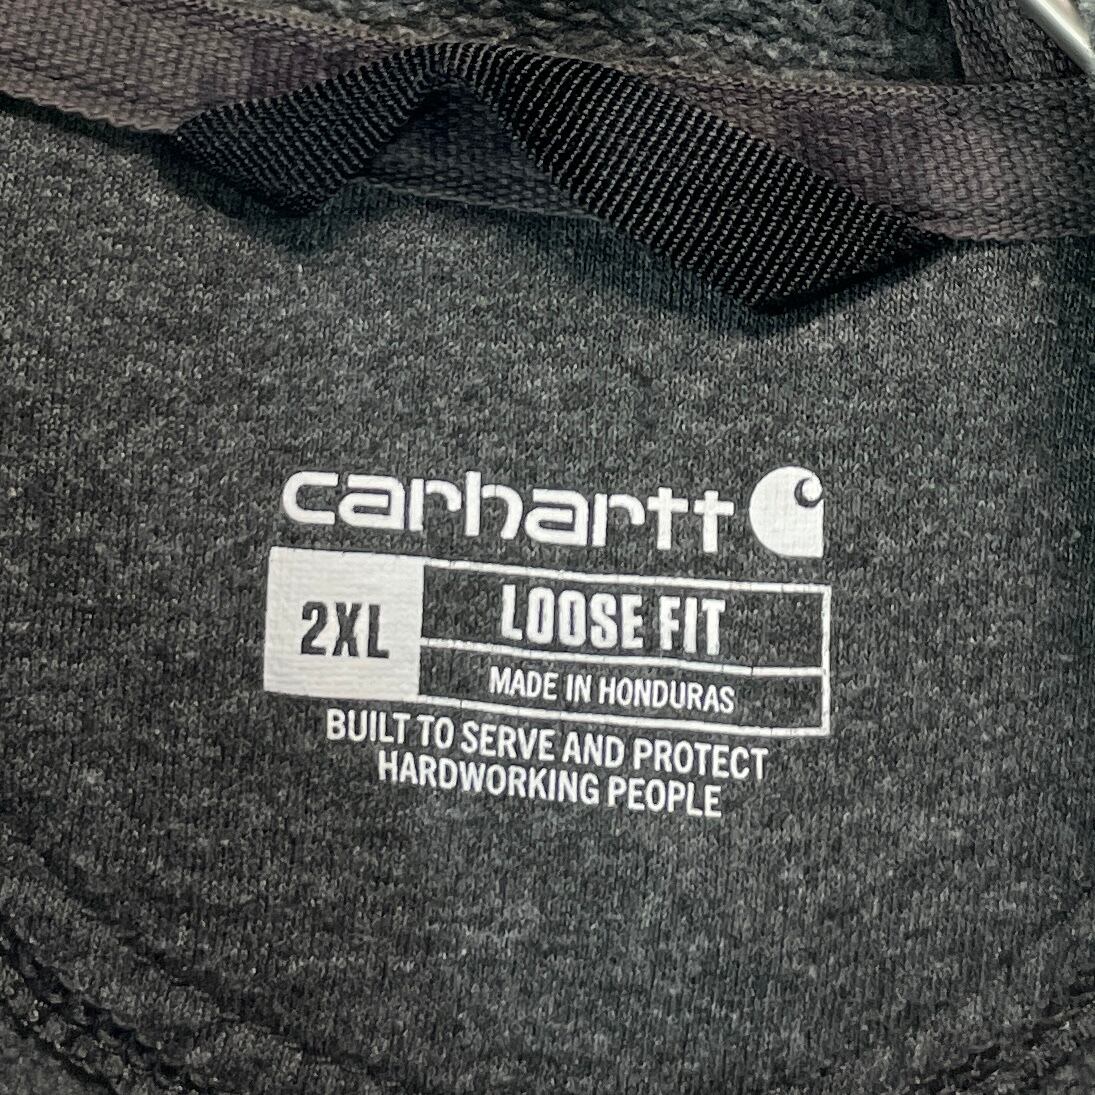 carhartt
2XL
LOOSE FIT
MADE IN HONDURAS
BUILT TO SERVE AND PROTECT
HARDWORKING PEOPLE